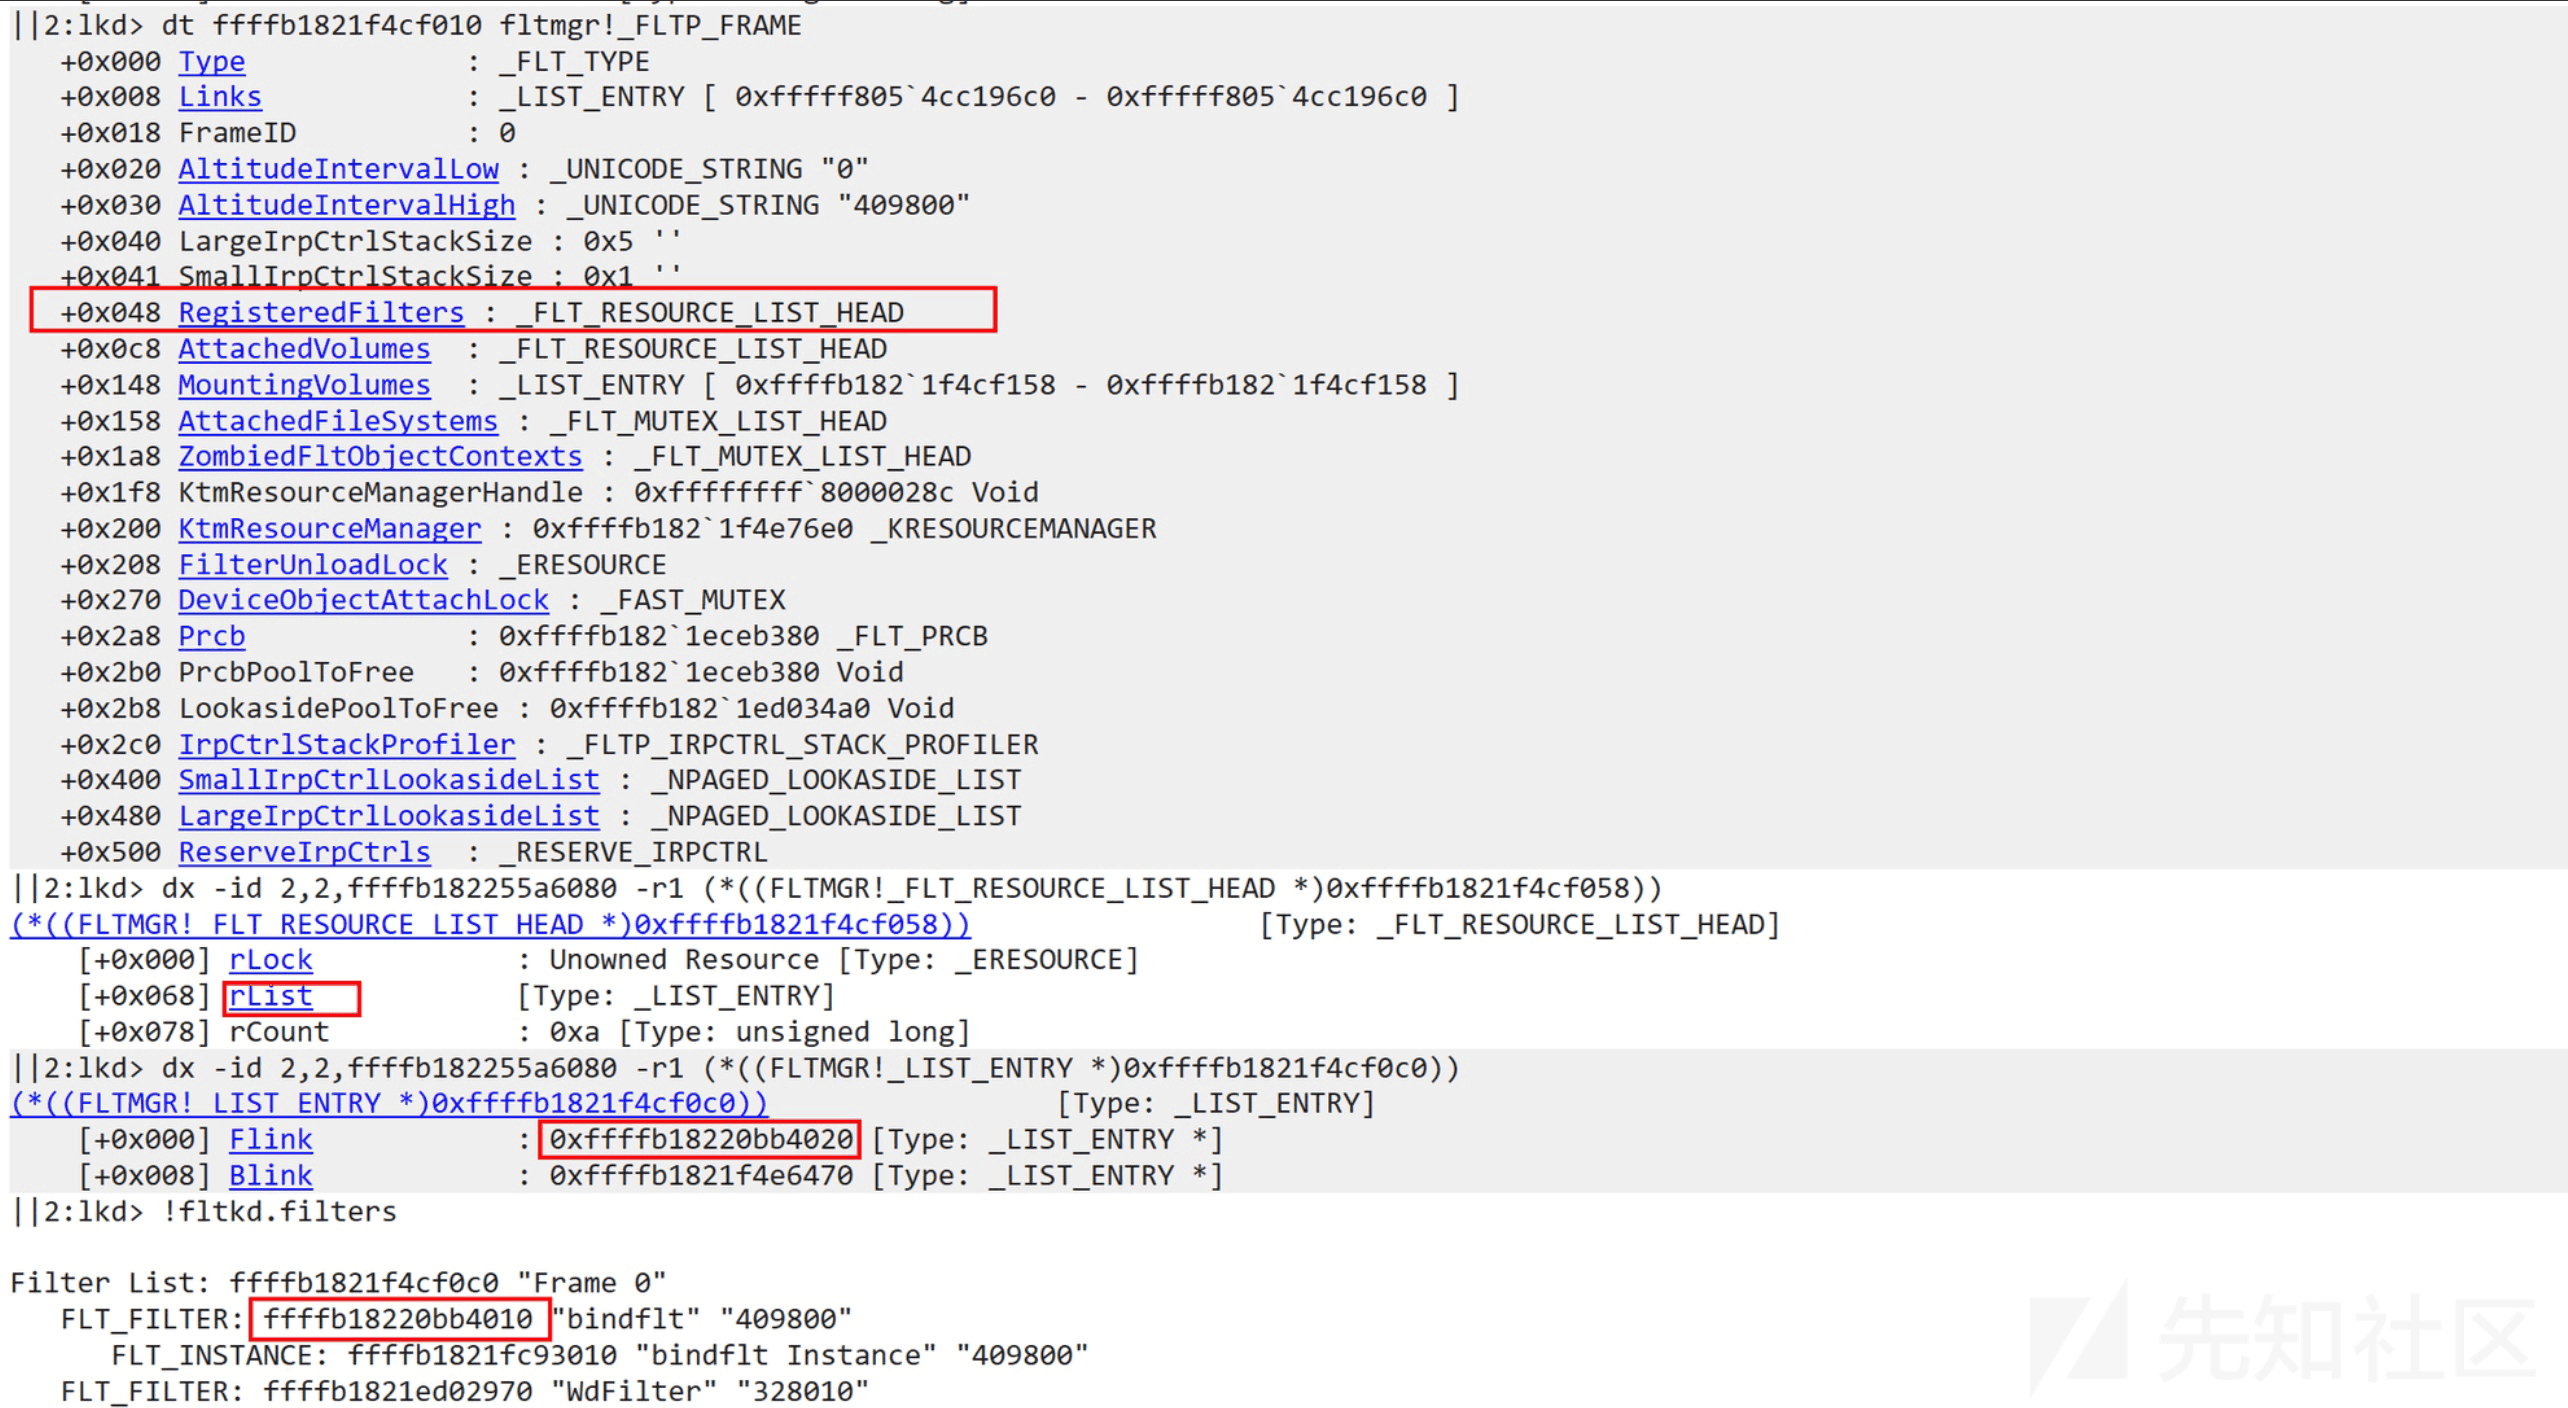 ||2:lkd> dt ffffb1821f4cf010 fltmgr!_FLTP_FRAME
+0x000 Type : _FLT_TYPE
+0x008 Links : _LIST_ENTRY [ 0xfffff805`4cc196c0 - 0xfffff805`4cc196c0 ]
+0x018 FrameID : 0
+0x020 AltitudeIntervalLow : _UNICODE_STRING "0"
+0x030 AltitudeIntervalHigh : _UNICODE_STRING "409800"
+0x040 LargeIrpCtrlStackSize : 0x5 ''
+0x041 SmallIrpCtrlStackSize : 0x1 ''
+0x048 RegisteredFilters : _FLT_RESOURCE_LIST_HEAD
+0x0c8 AttachedVolumes : _FLT_RESOURCE_LIST_HEAD
+0x148 MountingVolumes : _LIST_ENTRY [ 0xffffb182`1f4cf158 - 0xffffb182`1f4cf158 ]
+0x158 AttachedFileSystems : _FLT_MUTEX_LIST_HEAD
+0x1a8 ZombiedFltObjectContexts : _FLT_MUTEX_LIST_HEAD
+0x1f8 KtmResourceManagerHandle : 0xffffffff`8000028c Void
+0x200 KtmResourceManager : 0xffffb182`1f4e76e0 _KRESOURCEMANAGER
+0x208 FilterUnloadLock : _ERESOURCE
+0x270 DeviceObjectAttachLock : _FAST_MUTEX
+0x2a8 Prcb : 0xffffb182`1eceb380 _FLT_PRCB
+0x2b0 PrcbPoolToFree : 0xffffb182`1eceb380 Void
+0x2b8 LookasidePoolToFree : 0xffffb182`1ed034a0 Void
+0x2c0 IrpCtrlStackProfiler : _FLTP_IRPCTRL_STACK_PROFILER
+0x400 SmallIrpCtrlLookasideList : _NPAGED_LOOKASIDE_LIST
+0x480 LargeIrpCtrlLookasideList : _NPAGED_LOOKASIDE_LIST
+0x500 ReserveIrpCtrls : _RESERVE_IRPCTRL
||2:lkd> dx -id 2,2,ffffb182255a6080 -r1 (*((FLTMGR!_FLT_RESOURCE_LIST_HEAD *)0xffffb1821f4cf058))
(*((FLTMGR!_FLT_RESOURCE_LIST_HEAD *)0xffffb1821f4cf058)) [Type: _FLT_RESOURCE_LIST_HEAD]
[+0x000] rLock : Unowned Resource [Type: _ERESOURCE]
[+0x068] rList [Type: _LIST_ENTRY]
[+0x078] rCount : 0xa [Type: unsigned long]
||2:lkd> dx -id 2,2,ffffb182255a6080 -r1 (*((FLTMGR!_LIST_ENTRY *)0xffffb1821f4cf0c0))
(*((FLTMGR!_LIST_ENTRY *)0xffffb1821f4cf0c0)) [Type: _LIST_ENTRY]
[+0x000] Flink : 0xffffb18220bb4020 [Type: _LIST_ENTRY *]
[+0x008] Blink : 0xffffb1821f4e6470 [Type: _LIST_ENTRY *]
||2:lkd> !fltkd.filters
Filter List: ffffb1821f4cf0c0 "Frame 0"
FLT_FILTER: ffffb18220bb4010 "bindflt" "409800"
FLT_INSTANCE: ffffb1821fc93010 "bindflt Instance" "409800"
FLT_FILTER: ffffb1821ed02970 "WdFilter" "328010"
先知社区